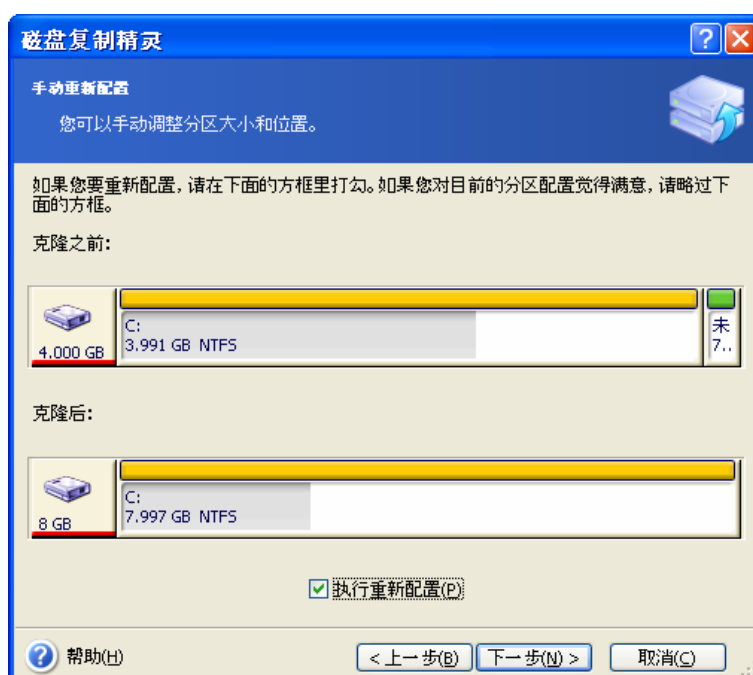 磁盘复制精灵
手动重新配置
您可以手动调整分区大小和位置。
如果您要重新配置,请在下面的方框里打勾。如果您对目前的分区配置觉得满意,请略过下
面的方框。
克隆之前:
4.000 GB
C:
3.991 GB NTFS
未
7..
克隆后:
8 GB
C:
7.997 GB NTFS
执行重新配置(P)
帮助(H)
< 上一步(B)
下一步(N) >
取消(C)